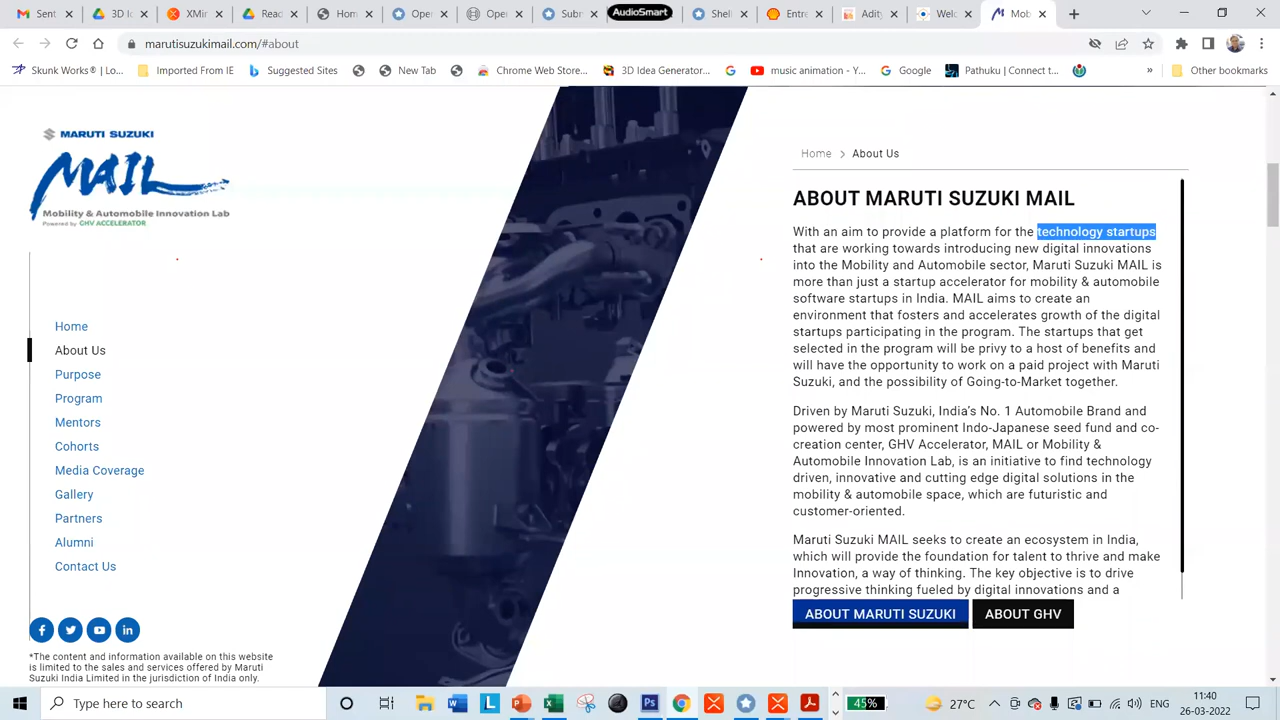 AudioSmart
Read
Oper
Welc
Mob
marutisuzukimail.com/#about
Skunk Works® | Lo...
Imported From IE
Suggested Sites
New Tab
Chrome Web Store...
3D Idea Generator...
music animation - Y...
Google
Pathuku | Connect t...
»
Other bookmarks
MARUTI SUZUKI
MAIL
Mobility & Automobile Innovation Lab
Powered by GHV ACCELERATOR
Home
About Us
Purpose
Program
Mentors
Cohorts
Media Coverage
Gallery
Partners
Alumni
Contact Us
*The content and information available on this website
is limited to the sales and services offered by Maruti
Suzuki India Limited in the jurisdiction of India only.
Home > About Us
ABOUT MARUTI SUZUKI MAIL
With an aim to provide a platform for the technology startups
that are working towards introducing new digital innovations
into the Mobility and Automobile sector, Maruti Suzuki MAIL is
more than just a startup accelerator for mobility & automobile
software startups in India. MAIL aims to create an
environment that fosters and accelerates growth of the digital
startups participating in the program. The startups that get
selected in the program will be privy to a host of benefits and
will have the opportunity to work on a paid project with Maruti
Suzuki, and the possibility of Going-to-Market together.
Driven by Maruti Suzuki, India's No. 1 Automobile Brand and
powered by most prominent Indo-Japanese seed fund and co-
creation center, GHV Accelerator, MAIL or Mobility &
Automobile Innovation Lab, is an initiative to find technology
driven, innovative and cutting edge digital solutions in the
mobility & automobile space, which are futuristic and
customer-oriented.
Maruti Suzuki MAIL seeks to create an ecosystem in India,
which will provide the foundation for talent to thrive and make
Innovation, a way of thinking. The key objective is to drive
progressive thinking fueled by digital innovations and a
ABOUT MARUTI SUZUKI
ABOUT GHV
Type here to search
45%
27°C
ENG
11:40
26-03-2022